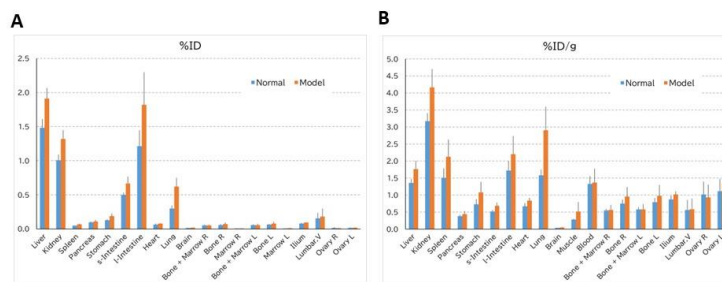 A
%ID
2.5
2.0
1.5
1.0
0.5
0.0
Normal
Model
Liver
Kidney
Spleen
Pancreas
Stomach
s-Intestine
l-Intestine
Heart
Lung
Brain
Bone + Marrow R
Bone R
Marrow R
Bone + Marrow L
Bone L
Marrow L
Ilium
Lumbar.V
Ovary R
Ovary L
B
%ID/g
5.0
4.5
4.0
3.5
3.0
2.5
2.0
1.5
1.0
0.5
0.0
Normal
Model
Liver
Kidney
Spleen
Pancreas
Stomach
s-Intestine
l-Intestine
Heart
Lung
Brain
Muscle
Blood
Bone + Marrow R
Bone R
Bone + Marrow L
Bone L
Ilium
Lumbar.V
Ovary R
Ovary L